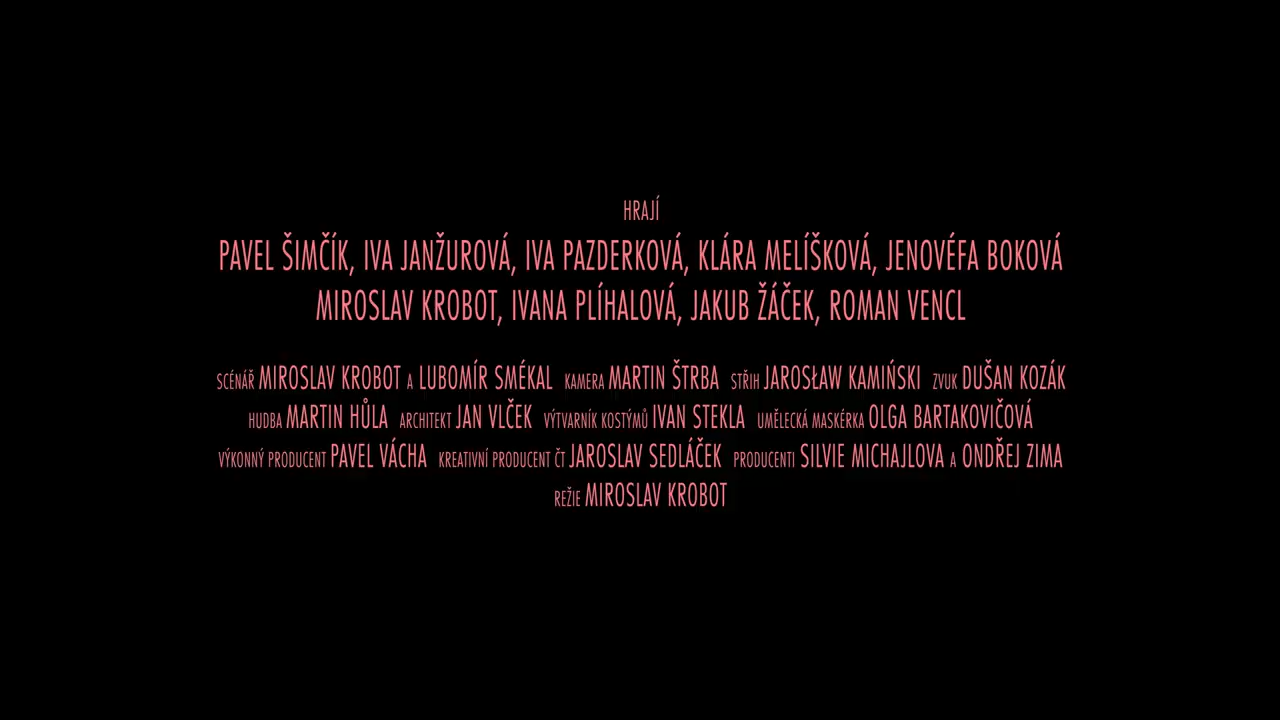 HRAJÍ
PAVEL ŠIMČÍK, IVA JANŽUROVÁ, IVA PAZDERKOVÁ, KLÁRA MELÍŠKOVÁ, JENOVÉFA BOKOVÁ
MIROSLAV KROBOT, IVANA PLÍHALOVÁ, JAKUB ŽÁČEK, ROMAN VENCL
SCÉNÁŘ MIROSLAV KROBOT A LUBOMÍR SMÉKAL KAMERA MARTIN ŠTRBA STŘIH JAROSŁAW KAMIŃSKI ZVUK DUŠAN KOZÁK
HUDBA MARTIN HŮLA ARCHITEKT JAN VLČEK VÝTVARNÍK KOSTÝMŮ IVAN STEKLA UMĚLECKÁ MASKÉRKA OLGA BARTAKOVIČOVÁ
VÝKONNÝ PRODUCENT PAVEL VÁCHA KREATIVNÍ PRODUCENT ČT JAROSLAV SEDLÁČEK PRODUCENTI SILVIE MICHAJLOVA A ONDŘEJ ZIMA
REŽIE MIROSLAV KROBOT